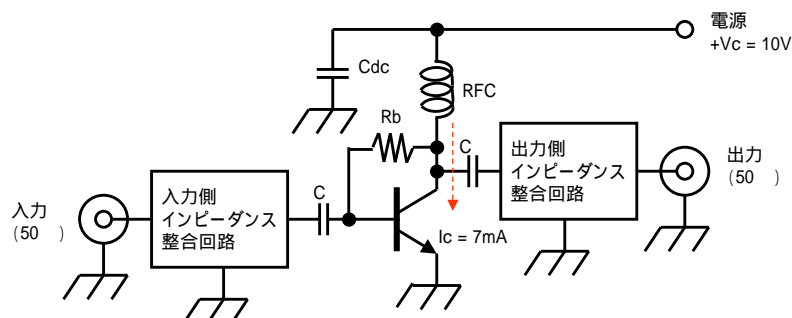 電源
+Vc = 10V
Cdc
RFC
Rb
C
出力側
インピーダンス
整合回路
出力
(50　)
入力
(50　)
入力側
インピーダンス
整合回路
C
Ic = 7mA